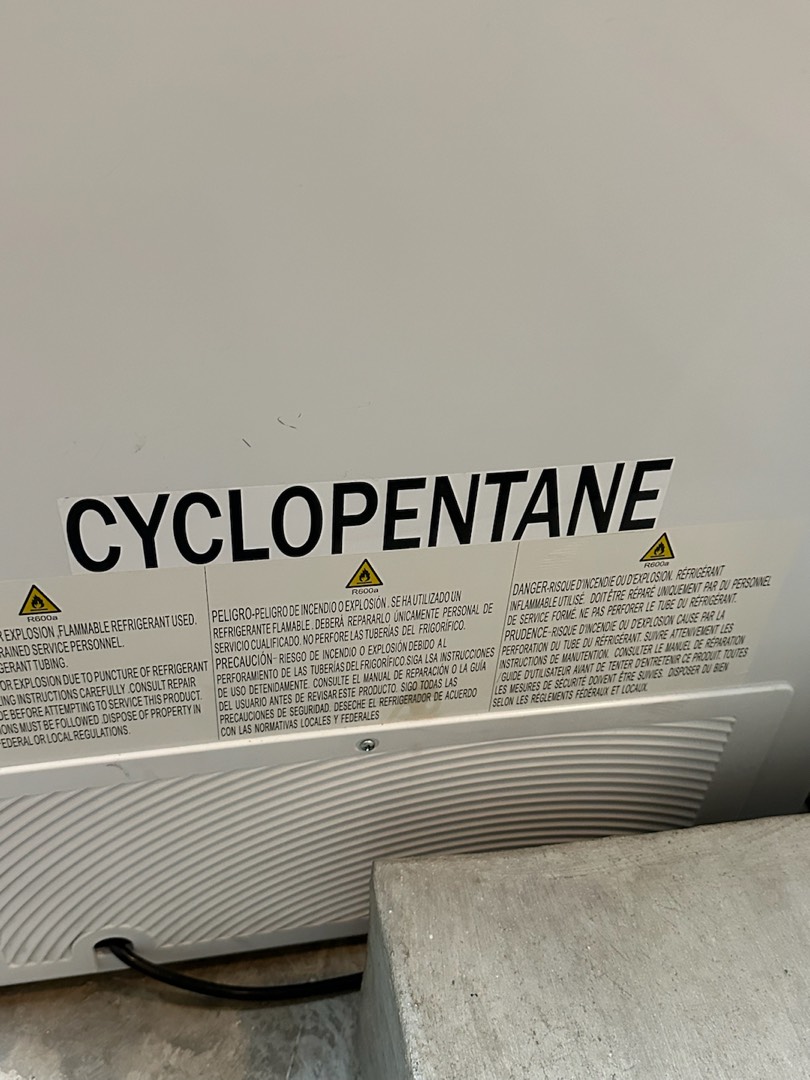 CYCLOPENTANE
R600a
R EXPLOSION ,FLAMMABLE REFRIGERANT USED.
RAINED SERVICE PERSONNEL.
GERANT TUBING.
OR EXPLOSION DUE TO PUNCTURE OF REFRIGERANT
LING INSTRUCTIONS CAREFULLY .CONSULT REPAIR
DE BEFORE ATTEMPTING TO SERVICE THIS PRODUCT.
ONS MUST BE FOLLOWED .DISPOSE OF PROPERTY IN
FEDERAL OR LOCAL REGULATIONS.
R600a
PELIGRO-PELIGRO DE INCENDIO O EXPLOSIÓN . SE HA UTILIZADO UN
REFRIGERANTE FLAMABLE . DEBERÁ REPARARLO ÚNICAMENTE PERSONAL DE
SERVICIO CUALIFICADO. NO PERFORE LAS TUBERÍAS DEL FRIGORÍFICO.
PRECAUCIÓN- RIESGO DE INCENDIO O EXPLOSIÓN DEBIDO AL
PERFORAMIENTO DE LAS TUBERÍAS DEL FRIGORÍFICO.SIGA LSA INSTRUCCIONES
DE USO DETENIDAMENTE. CONSULTE EL MANUAL DE REPARACIÓN O LA GUÍA
DEL USUARIO ANTES DE REVISAR ESTE PRODUCTO. SIGO TODAS LAS
PRECAUCIONES DE SEGURIDAD. DESECHE EL REFRIGERADOR DE ACUERDO
CON LAS NORMATIVAS LOCALES Y FEDERALES
R600a
DANGER-RISQUE D'INCENDIE OU D'EXPLOSION. RÉFRIGÉRANT
INFLAMMABLE UTILISÉ. DOIT ÊTRE RÉPARÉ UNIQUEMENT PAR DU PERSONNEL
DE SERVICE FORMÉ. NE PAS PERFORER LE TUBE DU RÉFRIGÉRANT.
PRUDENCE- RISQUE D'INCENDIE OU D'EXPLOSION CAUSE PAR LA
PERFORATION DU TUBE DU RÉFRIGÉRANT. SUIVRE ATTENIVEMENT LES
INSTRUCTIONS DE MANUTENTION. CONSULTER LE MANUEL DE RÉPARATION
/ GUIDE D'UTILISATEUR AVANT DE TENTER D'ENTRETENIR CE PRODUIT. TOUTES
LES MESURES DE SÉCURITÉ DOIVENT ÊTRE SUIVIES. DISPOSER DU BIEN
SELON LES RÈGLEMENTS FÉDÉRAUX ET LOCAUX.